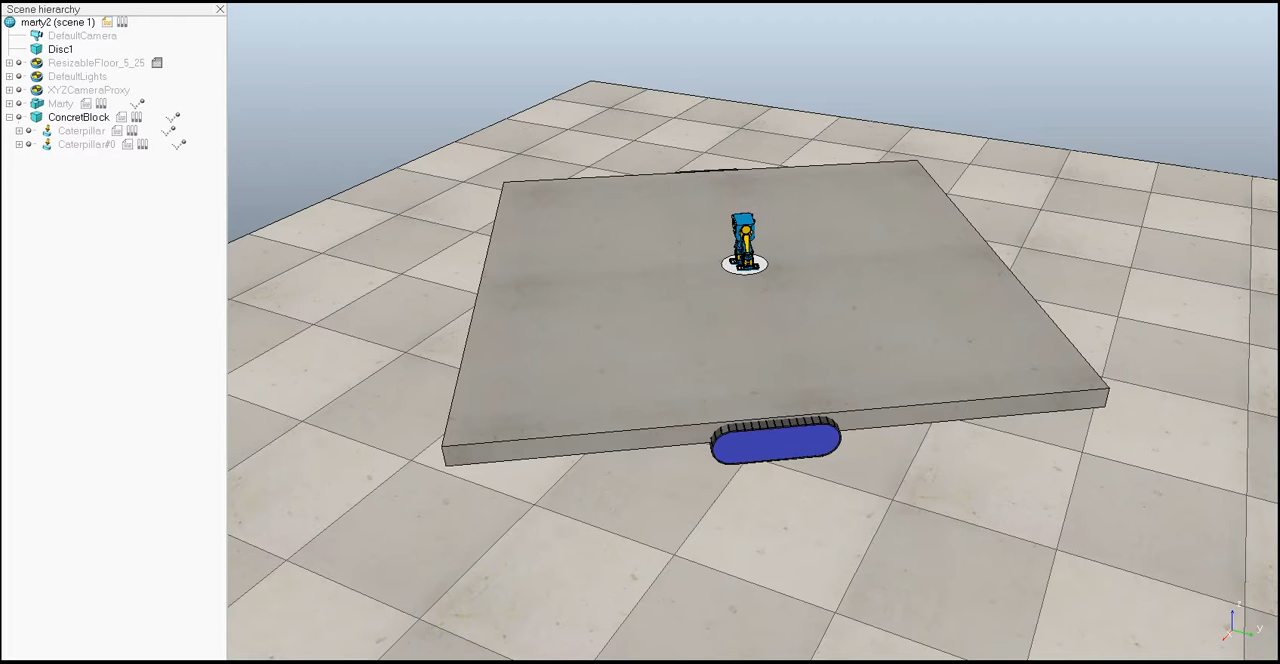 Scene hierarchy
marty2 (scene 1)
DefaultCamera
Disc1
ResizableFloor_5_25
DefaultLights
XYZCameraProxy
Marty
ConcretBlock
Caterpillar
Caterpillar#0
z
x
y